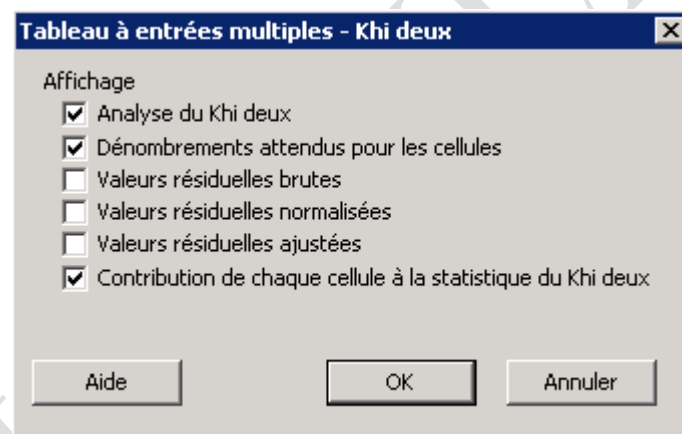 Tableau à entrées multiples - Khi deux
Affichage
Analyse du Khi deux
Dénombrements attendus pour les cellules
Valeurs résiduelles brutes
Valeurs résiduelles normalisées
Valeurs résiduelles ajustées
Contribution de chaque cellule à la statistique du Khi deux
Aide OK Annuler